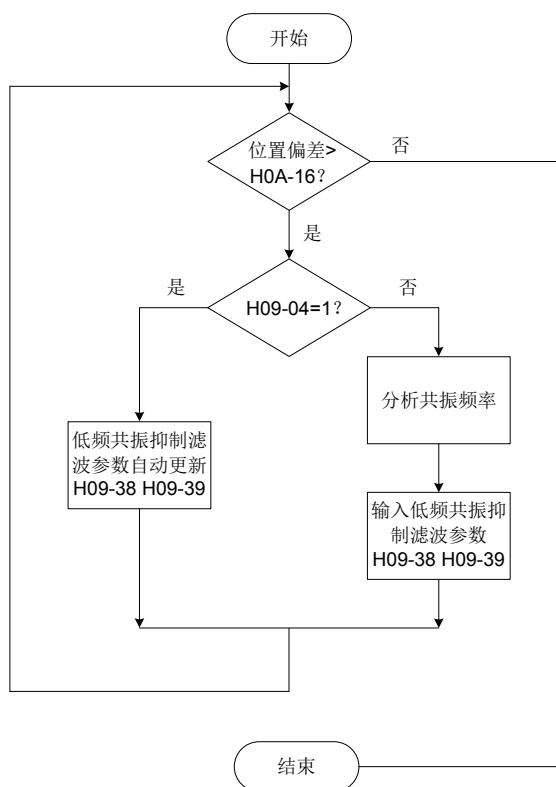 开始
位置偏差>
H0A-16？
否
是
H09-04=1？
是
否
分析共振频率
低频共振抑制滤
波参数自动更新
H09-38 H09-39
输入低频共振抑
制滤波参数
H09-38 H09-39
结束